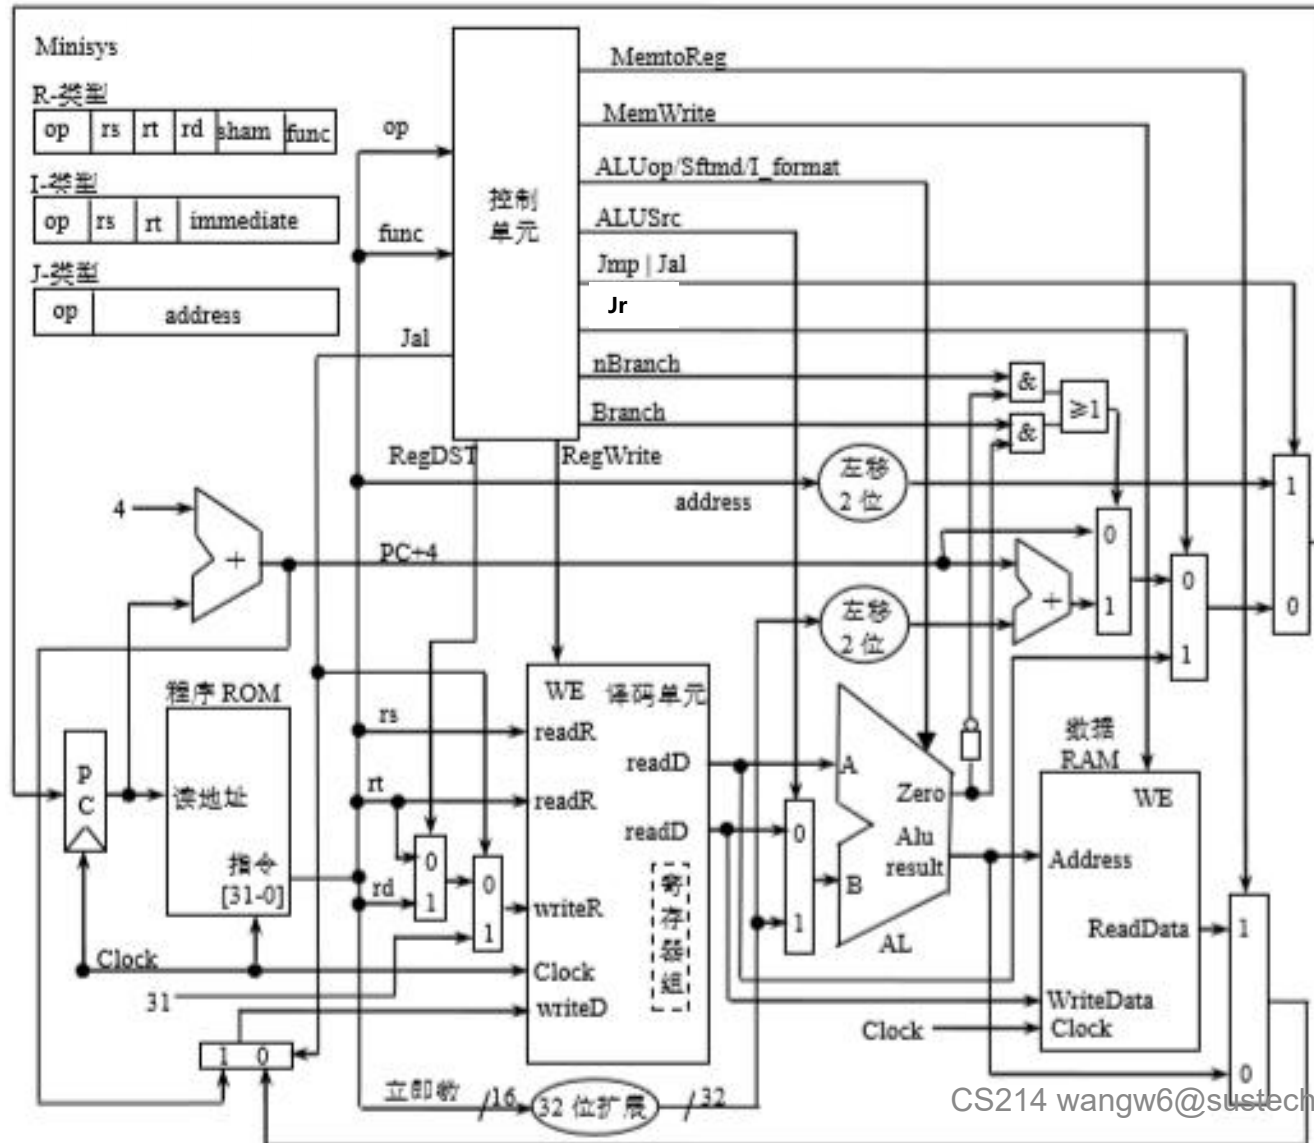 Minisys
R-类型
op rs rt rd sham func
I-类型
op rs rt immediate
J-类型
op address
op
func
Jal
控制
单元
MemtoReg
MemWrite
ALUop/Sftmd/I_format
ALUSrc
Jmp | Jal
Jr
nBranch
Branch
&
&
≥1
RegDST
RegWrite
左移
2 位
address
1
0
4
+
PC+4
0
1
+
0
1
左移
2 位
程序 ROM
读地址
指令
[31-0]
P
C
Clock
31
1 0
rs
rt
rd
0
1
0
1
WE 译码单元
readR
readD
readR
readD
writeR
Clock
writeD
寄
存
器
组
0
1
A
B
Zero
Alu
result
AL
数据
RAM
WE
Address
ReadData
WriteData
Clock
Clock
1
0
立即数
16
32 位扩展
32
CS214 wangw6@sustech